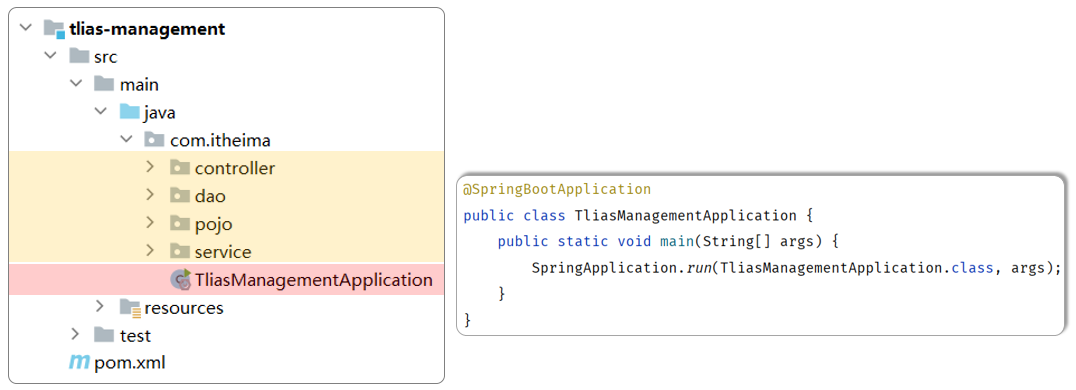 tlias-management
src
main
java
com.itheima
controller
dao
pojo
service
TliasManagementApplication
resources
test
pom.xml
@SpringBootApplication
public class TliasManagementApplication {
    public static void main(String[] args) {
        SpringApplication.run(TliasManagementApplication.class, args);
    }
}